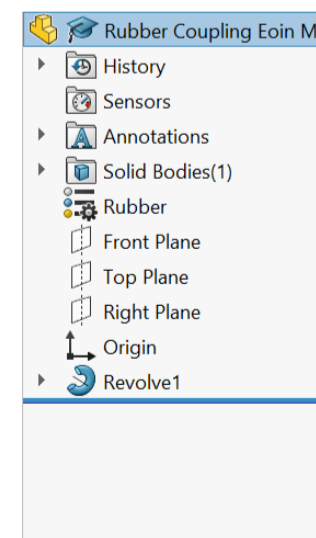 Rubber Coupling Eoin M
History
Sensors
Annotations
Solid Bodies(1)
Rubber
Front Plane
Top Plane
Right Plane
Origin
Revolve1